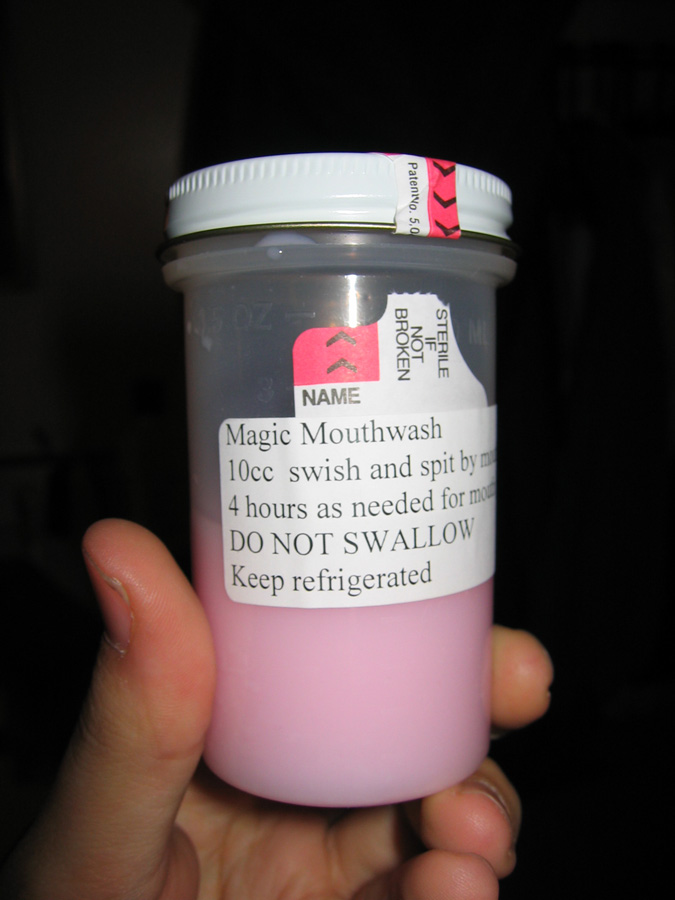 PatentNo. 5,0
STERILE
IF
NOT
BROKEN
NAME
Magic Mouthwash
10cc swish and spit by
4 hours as needed for
DO NOT SWALLOW
Keep refrigerated